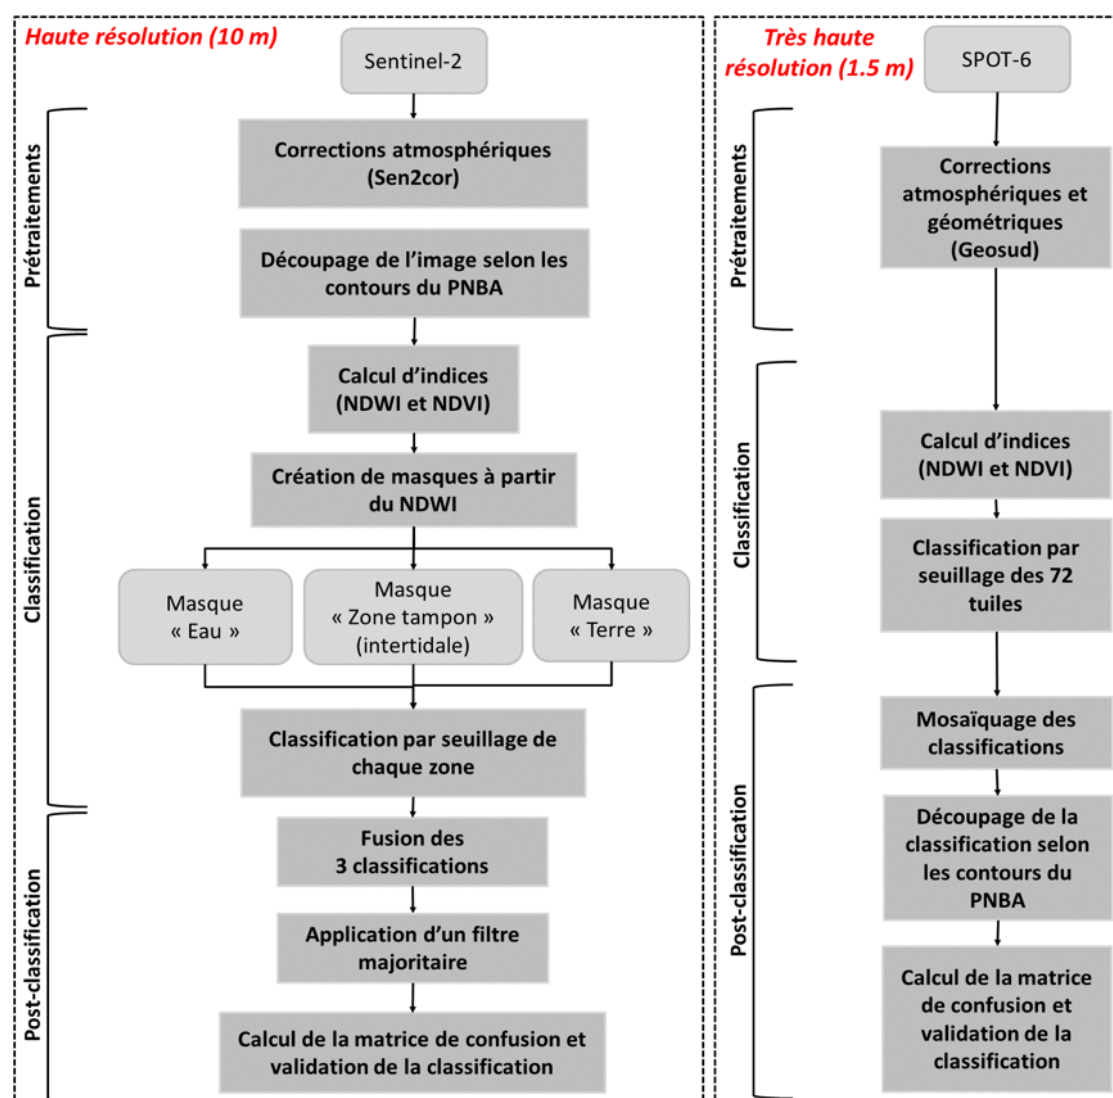 Haute résolution (10 m)
Sentinel-2
Prétraitements
Corrections atmosphériques
(Sen2cor)
Découpage de l'image selon les
contours du PNBA
Classification
Calcul d'indices
(NDWI et NDVI)
Création de masques à partir
du NDWI
Masque
« Eau »
Masque
« Zone tampon »
(intertidale)
Masque
« Terre »
Classification par seuillage de
chaque zone
Post-classification
Fusion des
3 classifications
Application d'un filtre
majoritaire
Calcul de la matrice de confusion et
validation de la classification
Très haute
résolution (1.5 m)
SPOT-6
Prétraitements
Corrections
atmosphériques et
géométriques
(Geosud)
Classification
Calcul d'indices
(NDWI et NDVI)
Classification par
seuillage des 72
tuiles
Post-classification
Mosaïquage des
classifications
Découpage de la
classification selon
les contours du
PNBA
Calcul de la matrice
de confusion et
validation de la
classification